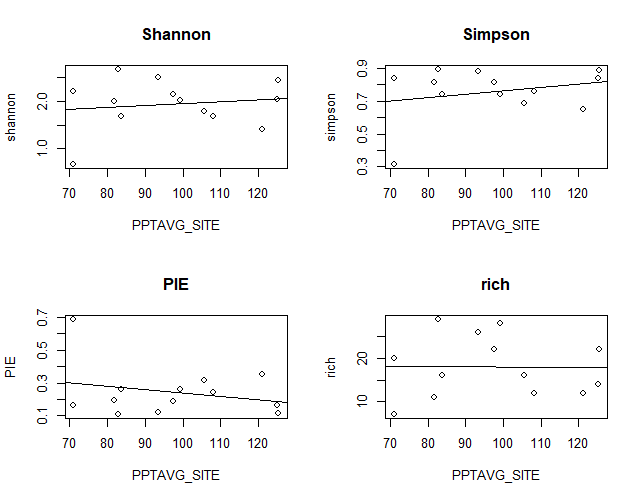 Shannon
shannon
1.0 2.0
70 80 90 100 110 120
PPTAVG_SITE
Simpson
simpson
0.3 0.5 0.7 0.9
70 80 90 100 110 120
PPTAVG_SITE
PIE
PIE
0.1 0.3 0.5 0.7
70 80 90 100 110 120
PPTAVG_SITE
rich
rich
10 20
70 80 90 100 110 120
PPTAVG_SITE